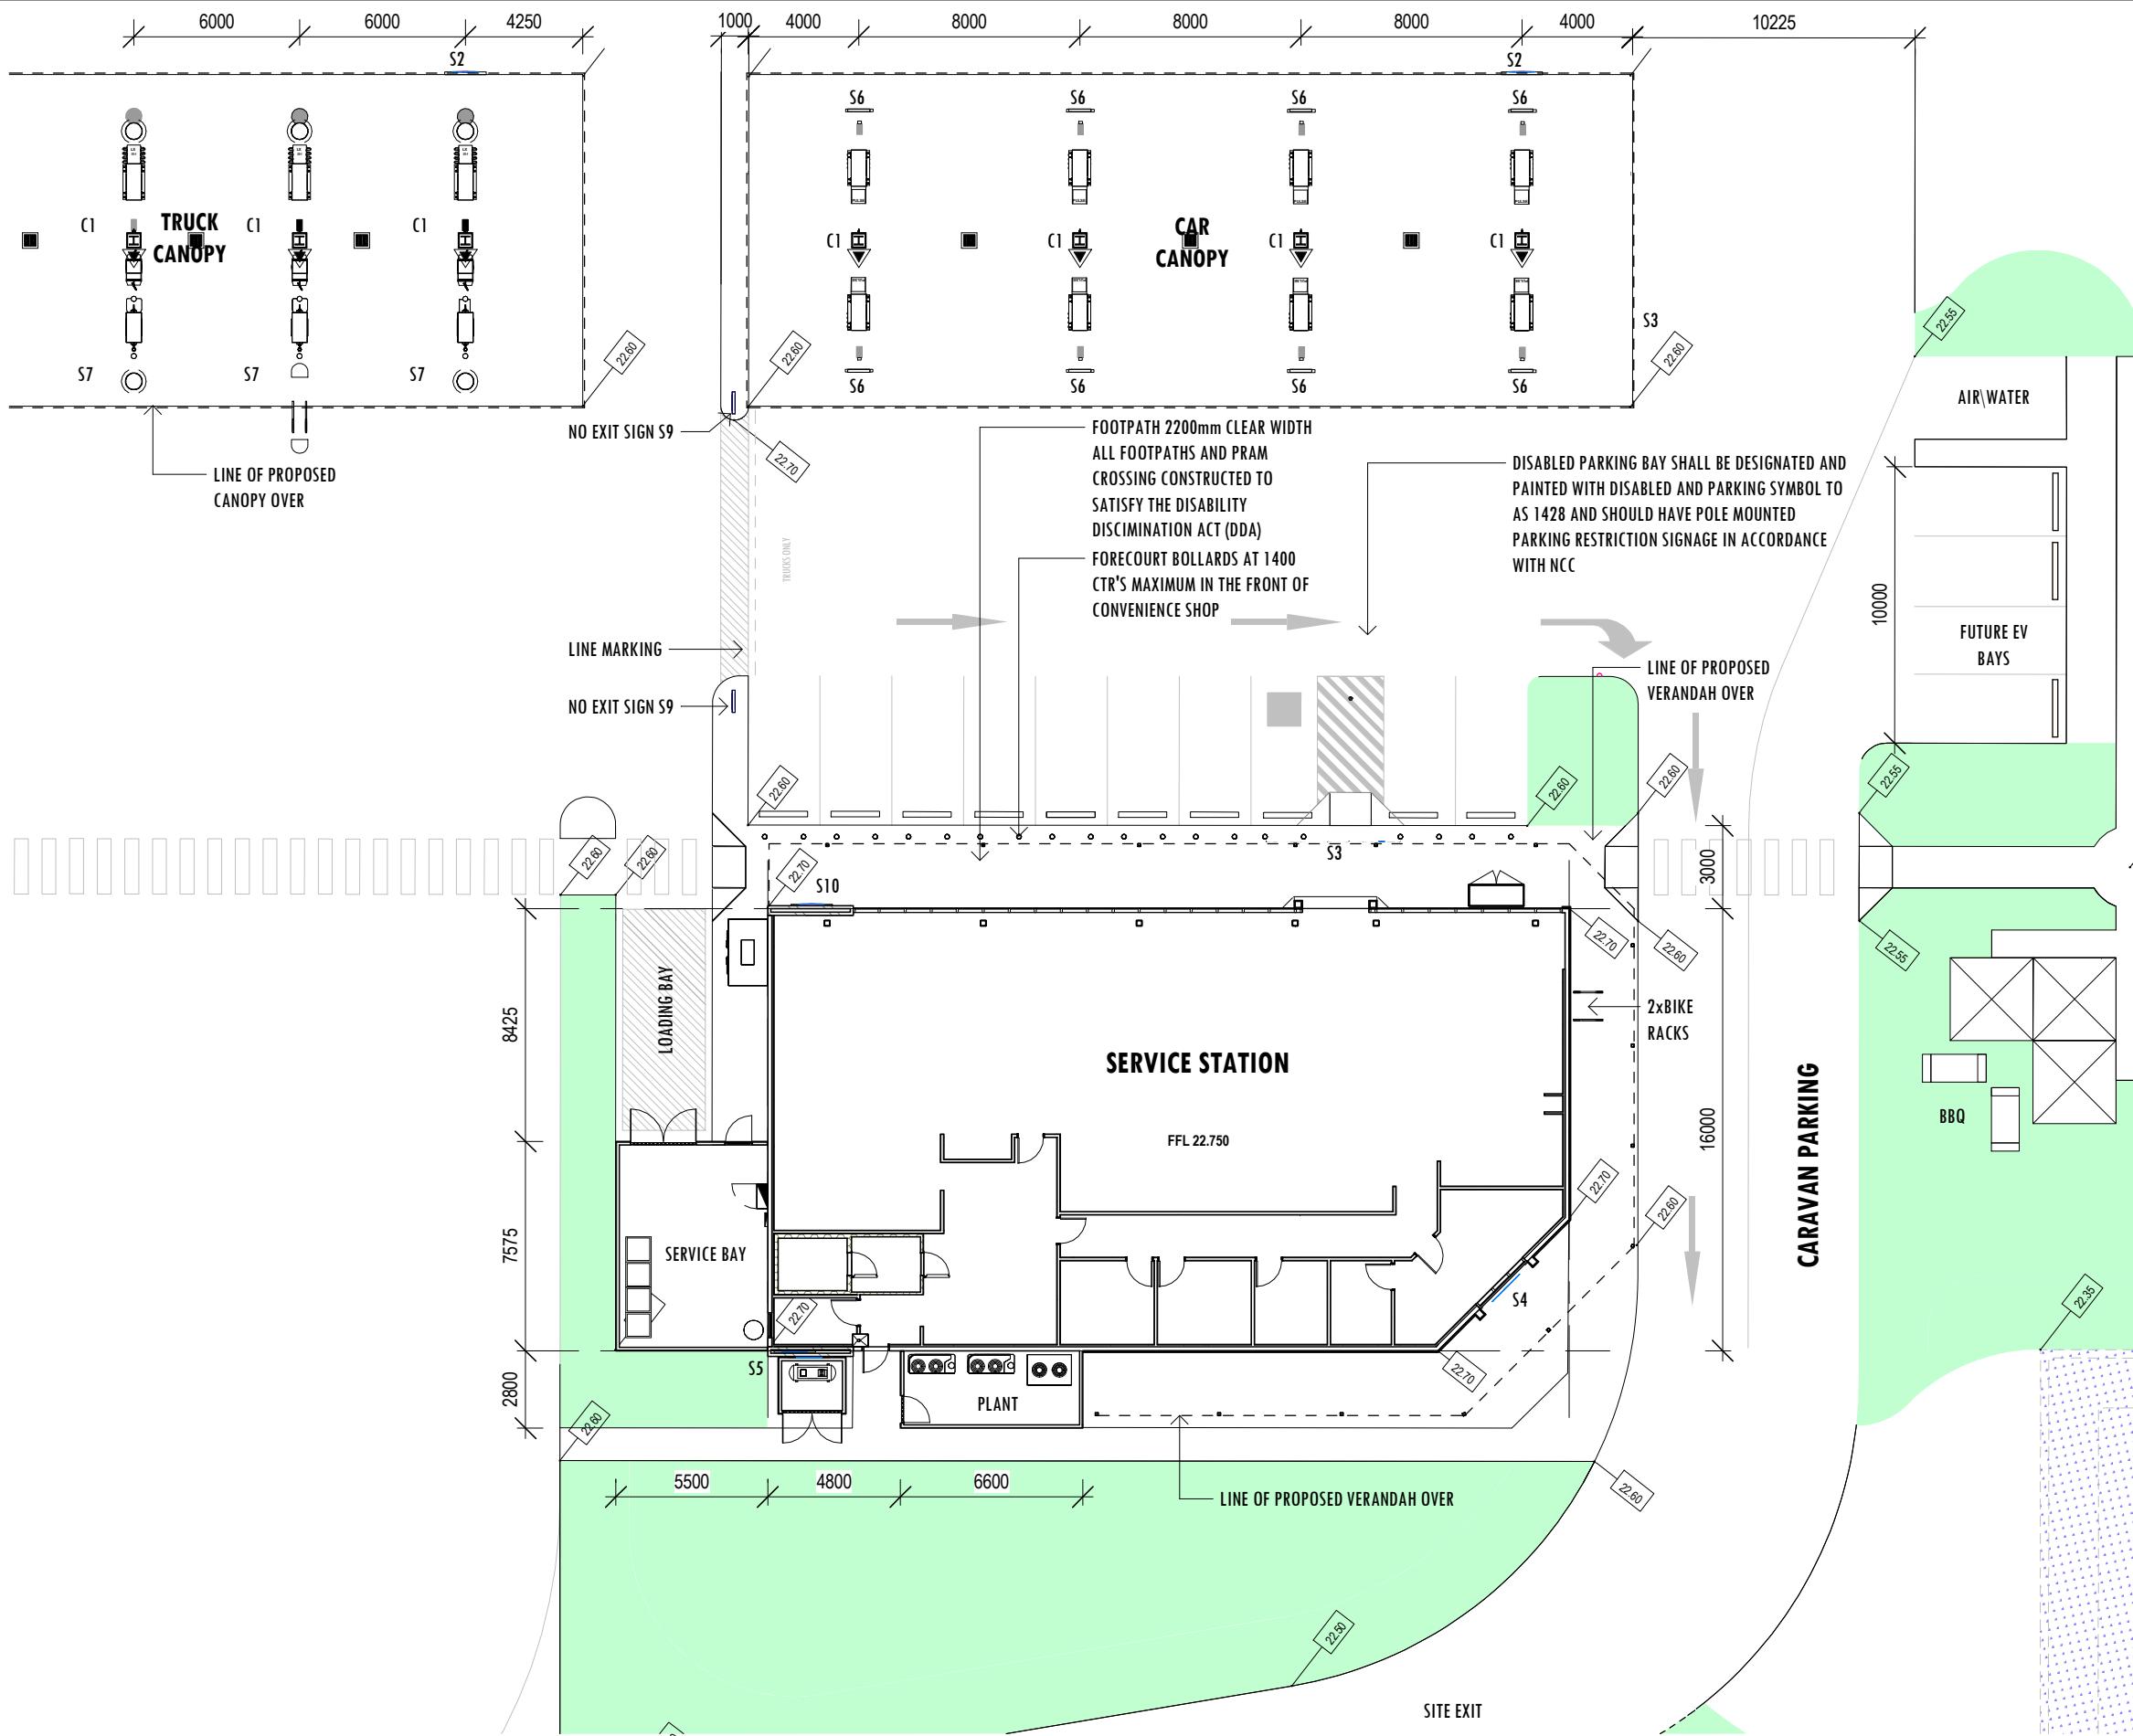 6000
6000
4250
1000
4000
8000
8000
8000
4000
10225
S2
S2
S6
S6
S6
S6
C1
TRUCK
CANOPY
C1
C1
C1
C1
CAR
CANOPY
C1
C1
S3
S7
S7
S7
S6
S6
S6
S6
22.60
22.60
22.60
22.55
AIR\WATER
NO EXIT SIGN S9
22.70
LINE OF PROPOSED
CANOPY OVER
FOOTPATH 2200mm CLEAR WIDTH
ALL FOOTPATHS AND PRAM
CROSSING CONSTRUCTED TO
SATISFY THE DISABILITY
DISCIMINATION ACT (DDA)
FORECOURT BOLLARDS AT 1400
CTR'S MAXIMUM IN THE FRONT OF
CONVENIENCE SHOP
DISABLED PARKING BAY SHALL BE DESIGNATED AND
PAINTED WITH DISABLED AND PARKING SYMBOL TO
AS 1428 AND SHOULD HAVE POLE MOUNTED
PARKING RESTRICTION SIGNAGE IN ACCORDANCE
WITH NCC
TRUCKS ONLY
10000
FUTURE EV
BAYS
LINE MARKING
NO EXIT SIGN S9
LINE OF PROPOSED
VERANDAH OVER
22.60
22.60
22.60
22.55
22.60
22.60
22.70
S10
S3
3000
22.70
22.60
22.55
8425
LOADING BAY
2xBIKE
RACKS
SERVICE STATION
FFL 22.750
16000
CARAVAN PARKING
BBQ
22.70
22.60
7575
SERVICE BAY
22.70
S4
22.35
S5
22.70
2800
PLANT
22.60
5500
4800
6600
LINE OF PROPOSED VERANDAH OVER
22.60
22.50
SITE EXIT